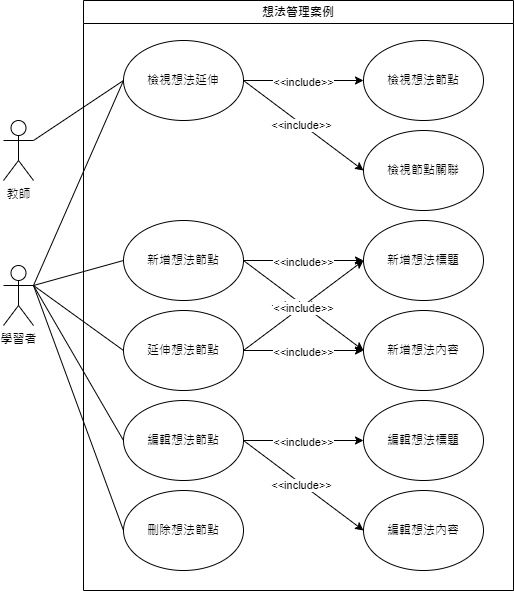 想法管理案例
檢視想法延伸
<<include>>
檢視想法節點
<<include>>
教師
檢視節點關聯
新增想法節點
<<include>>
新增想法標題
<<include>>
學習者
延伸想法節點
<<include>>
新增想法內容
編輯想法節點
<<include>>
編輯想法標題
<<include>>
刪除想法節點
編輯想法內容